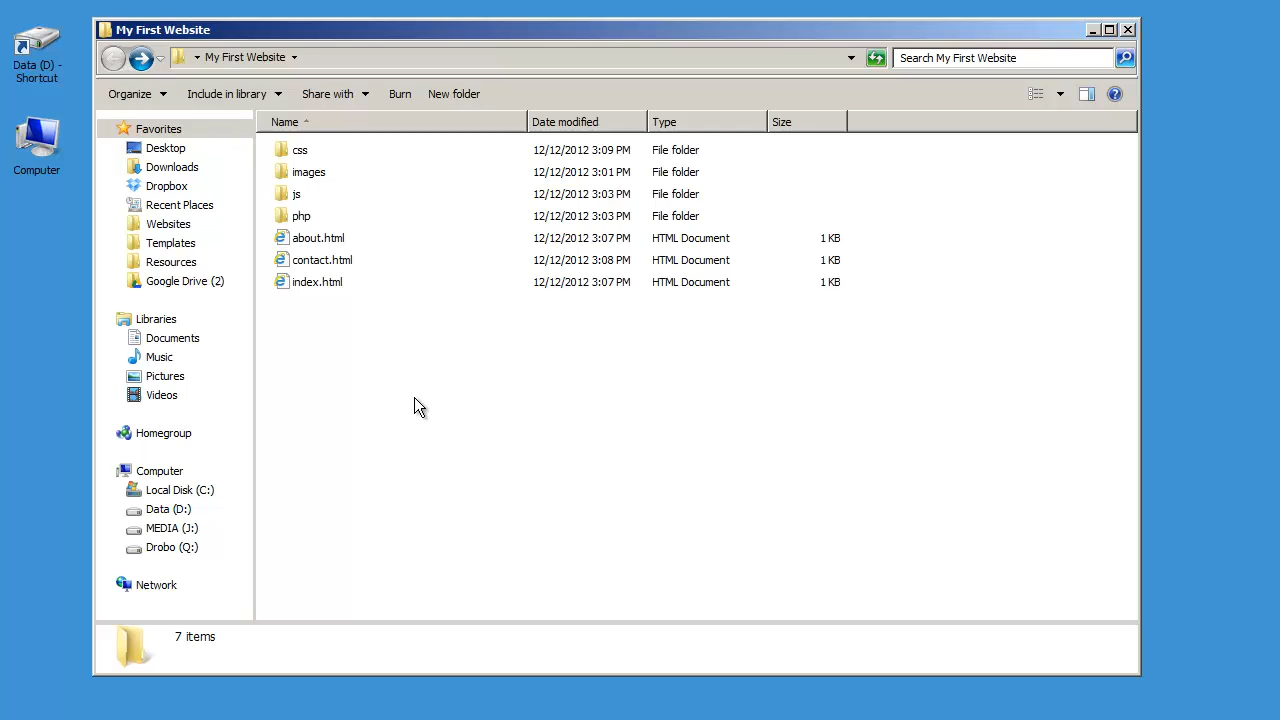 Data (D) -
Shortcut
Computer
My First Website
My First Website
Search My First Website
Organize Include in library Share with Burn New folder
Name Date modified Type Size
Favorites
Desktop
Downloads
Dropbox
Recent Places
Websites
Templates
Resources
Google Drive (2)
Libraries
Documents
Music
Pictures
Videos
Homegroup
Computer
Local Disk (C:)
Data (D:)
MEDIA (J:)
Drobo (Q:)
Network
css 12/12/2012 3:09 PM File folder
images 12/12/2012 3:01 PM File folder
js 12/12/2012 3:03 PM File folder
php 12/12/2012 3:03 PM File folder
about.html 12/12/2012 3:07 PM HTML Document 1 KB
contact.html 12/12/2012 3:08 PM HTML Document 1 KB
index.html 12/12/2012 3:07 PM HTML Document 1 KB
7 items